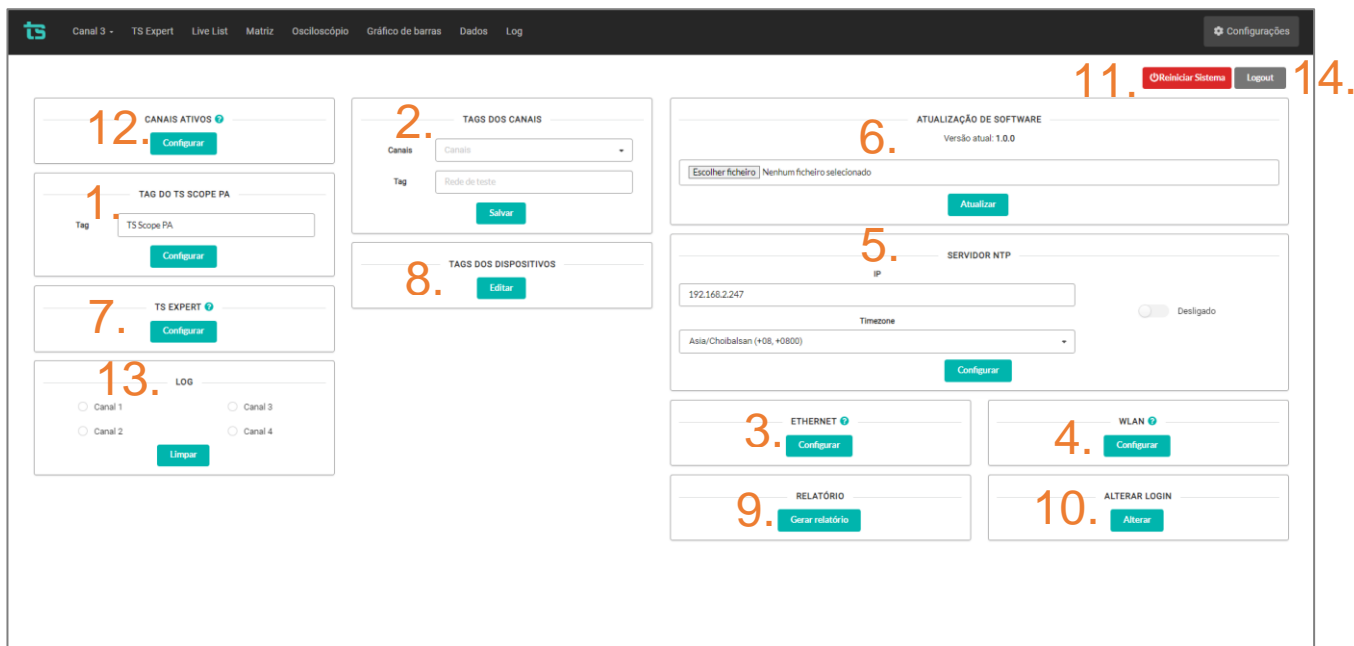 ts Canal 3 TS Expert Live List Matriz Osciloscópio Gráfico de barras Dados Log Configurações
11. Reiniciar Sistema Logout 14.
12. CANAIS ATIVOS ?
Configurar
1. TAG DO TS SCOPE PA
Tag TS Scope PA
Configurar
7. TS EXPERT ?
Configurar
13. LOG
Canal 1 Canal 3
Canal 2 Canal 4
Limpar
2. TAGS DOS CANAIS
Canais Canais
Tag Rede de teste
Salvar
8. TAGS DOS DISPOSITIVOS
Editar
6. ATUALIZAÇÃO DE SOFTWARE
Versão atual: 1.0.0
Escolher ficheiro Nenhum ficheiro selecionado
Atualizar
5. SERVIDOR NTP
IP
192.168.2.247
Desligado
Timezone
Asia/Choibalsan (+08, +0800)
Configurar
3. ETHERNET ?
Configurar
4. WLAN ?
Configurar
9. RELATÓRIO
Gerar relatório
10. ALTERAR LOGIN
Alterar